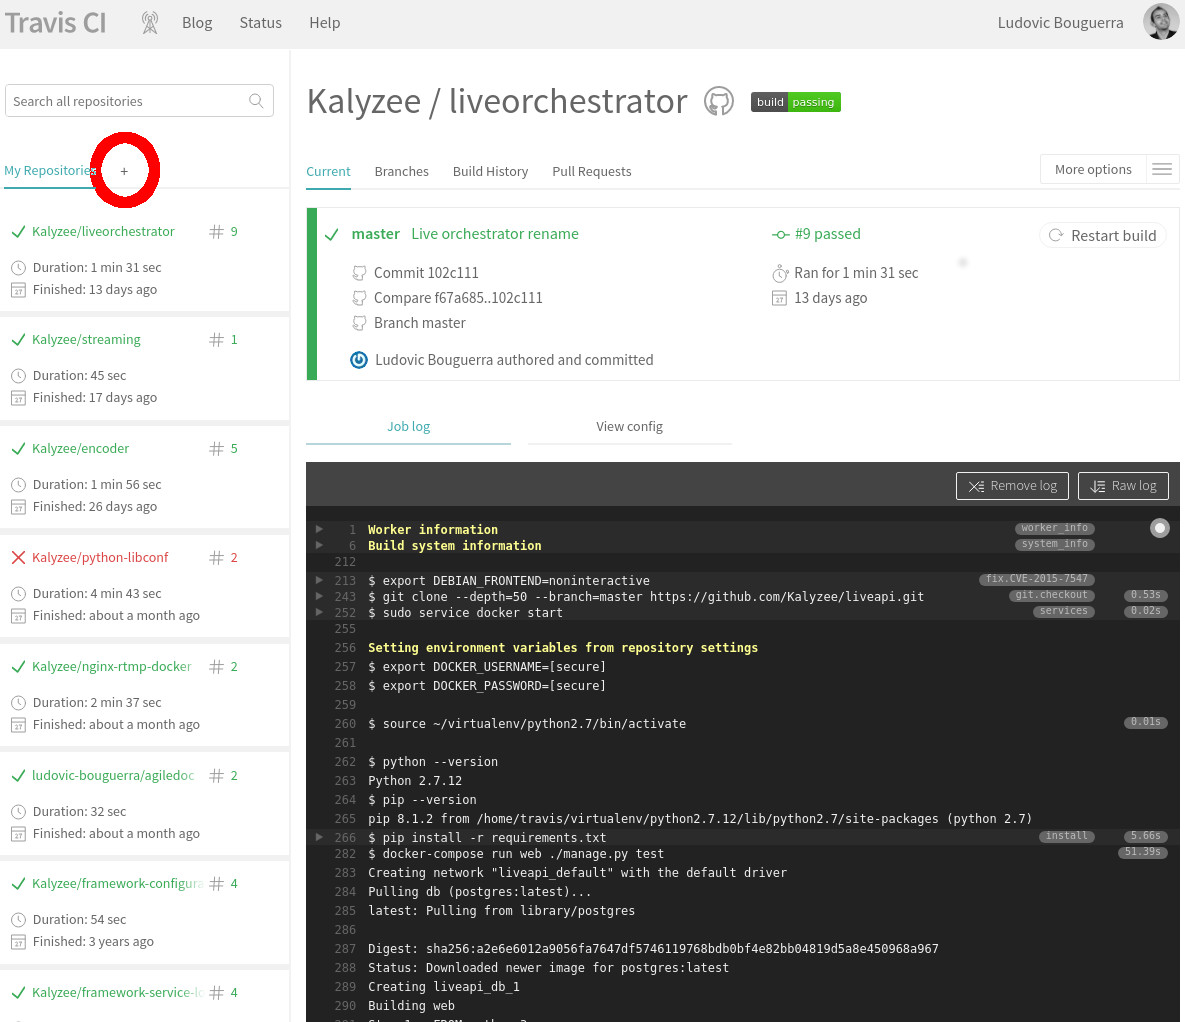 Travis CI Blog Status Help Ludovic Bouguerra
Search all repositories
My Repositories +
Kalyzee/liveorchestrator # 9
Duration: 1 min 31 sec
27 Finished: 13 days ago
Kalyzee/streaming # 1
Duration: 45 sec
27 Finished: 17 days ago
Kalyzee/encoder # 5
Duration: 1 min 56 sec
27 Finished: 26 days ago
Kalyzee/python-libconf # 2
Duration: 4 min 43 sec
27 Finished: about a month ago
Kalyzee/nginx-rtmp-docker # 2
Duration: 2 min 37 sec
27 Finished: about a month ago
ludovic-bouguerra/agiledoc # 2
Duration: 32 sec
27 Finished: about a month ago
Kalyzee/framework-configura # 4
Duration: 54 sec
27 Finished: 3 years ago
Kalyzee/framework-service-lo # 4
Kalyzee / liveorchestrator build passing
Current Branches Build History Pull Requests More options
master Live orchestrator rename #9 passed Restart build
Commit 102c111 Ran for 1 min 31 sec
Compare f67a685..102c111 27 13 days ago
Branch master
Ludovic Bouguerra authored and committed
Job log View config
Remove log Raw log
1 Worker information worker_info
6 Build system information system_info
212
213 $ export DEBIAN_FRONTEND=noninteractive fix.CVE-2015-7547
243 $ git clone --depth=50 --branch=master https://github.com/Kalyzee/liveapi.git git.checkout 0.53s
252 $ sudo service docker start services 0.02s
255
256 Setting environment variables from repository settings
257 $ export DOCKER_USERNAME=[secure]
258 $ export DOCKER_PASSWORD=[secure]
259
260 $ source ~/virtualenv/python2.7/bin/activate 0.01s
261
262 $ python --version
263 Python 2.7.12
264 $ pip --version
265 pip 8.1.2 from /home/travis/virtualenv/python2.7.12/lib/python2.7/site-packages (python 2.7)
266 $ pip install -r requirements.txt install 5.66s
282 $ docker-compose run web ./manage.py test 51.39s
283 Creating network "liveapi_default" with the default driver
284 Pulling db (postgres:latest)...
285 latest: Pulling from library/postgres
286
287 Digest: sha256:a2e6e6012a9056fa7647df5746119768bdb0bf4e82bb04819d5a8e450968a967
288 Status: Downloaded newer image for postgres:latest
289 Creating liveapi_db_1
290 Building web